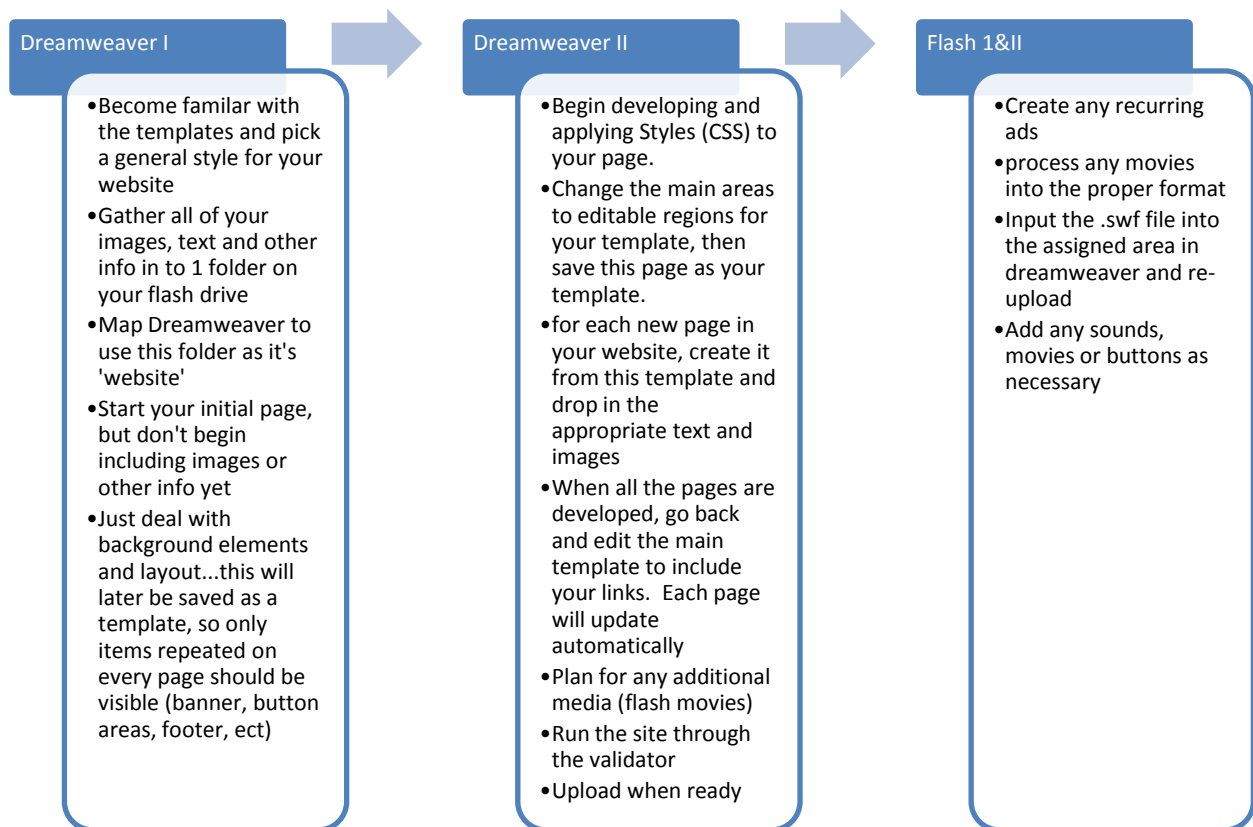 Dreamweaver I
•Become familar with
the templates and pick
a general style for your
website
•Gather all of your
images, text and other
info in to 1 folder on
your flash drive
•Map Dreamweaver to
use this folder as it's
'website'
•Start your initial page,
but don't begin
including images or
other info yet
•Just deal with
background elements
and layout...this will
later be saved as a
template, so only
items repeated on
every page should be
visible (banner, button
areas, footer, ect)
Dreamweaver II
•Begin developing and
applying Styles (CSS) to
your page.
•Change the main areas
to editable regions for
your template, then
save this page as your
template.
•for each new page in
your website, create it
from this template and
drop in the
appropriate text and
images
•When all the pages are
developed, go back
and edit the main
template to include
your links.  Each page
will update
automatically
•Plan for any additional
media (flash movies)
•Run the site through
the validator
•Upload when ready
Flash 1&II
•Create any recurring
ads
•process any movies
into the proper format
•Input the .swf file into
the assigned area in
dreamweaver and re-
upload
•Add any sounds,
movies or buttons as
necessary